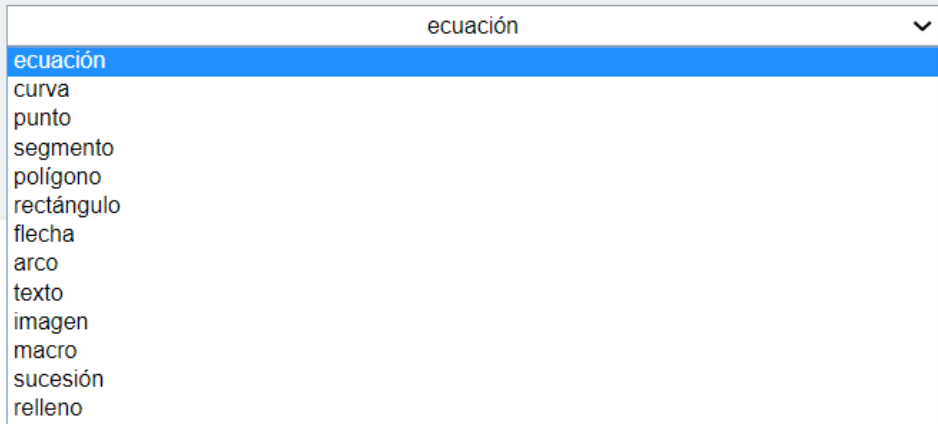 ecuación
ecuación
curva
punto
segmento
polígono
rectángulo
flecha
arco
texto
imagen
macro
sucesión
relleno